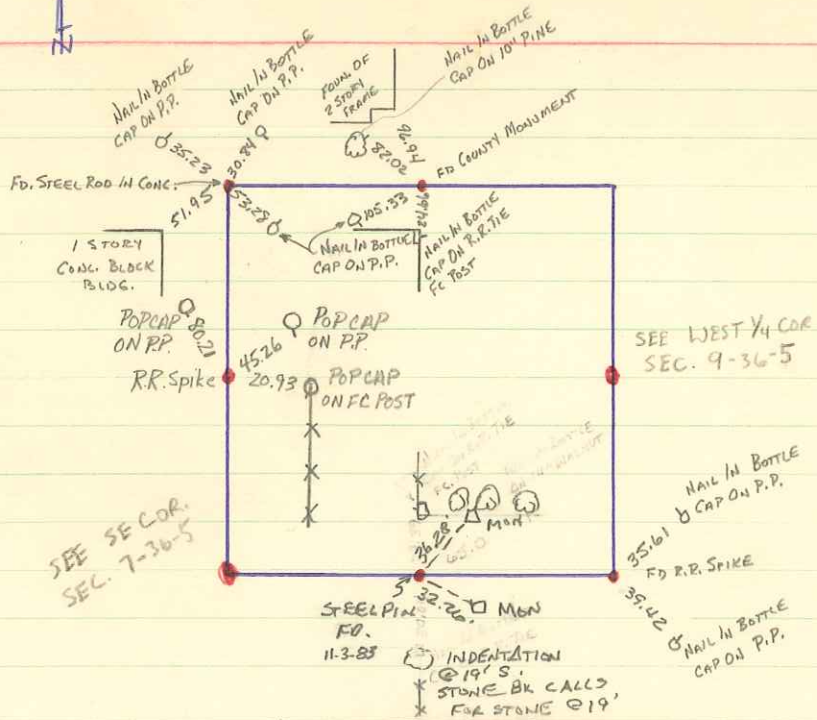 N
NAIL IN BOTTLE
CAP ON P.P.
35.23
NAIL IN BOTTLE
CAP ON P.P.
30.84
FOUN. OF
2 STORY
FRAME
NAIL IN BOTTLE
CAP ON 10" PINE
82.02
96.94
FD COUNTY MONUMENT
FD. STEEL ROD IN CONC.
51.95
53.28
105.33
NAIL IN BOTTLE
CAP ON P.P.
NAIL IN BOTTLE
CAP ON R.R. TIE
FC POST
1 STORY
CONC. BLOCK
BLDG.
POPCAP
ON P.P.
80.21
POPCAP
ON P.P.
45.26
R.R. Spike
20.93
POPCAP
ON FC POST
SEE WEST 1/4 COR
SEC. 9-36-5
SEE SE COR.
SEC. 7-36-5
36.28
65.0
MON
NAIL IN BOTTLE
CAP ON P.P.
35.61
FD R.R. SPIKE
39.42
NAIL IN BOTTLE
CAP ON P.P.
STEEL PIN
FD.
11-3-83
32.26
MON
INDENTATION
@ 19' S.
STONE BK CALLS
FOR STONE @ 19'